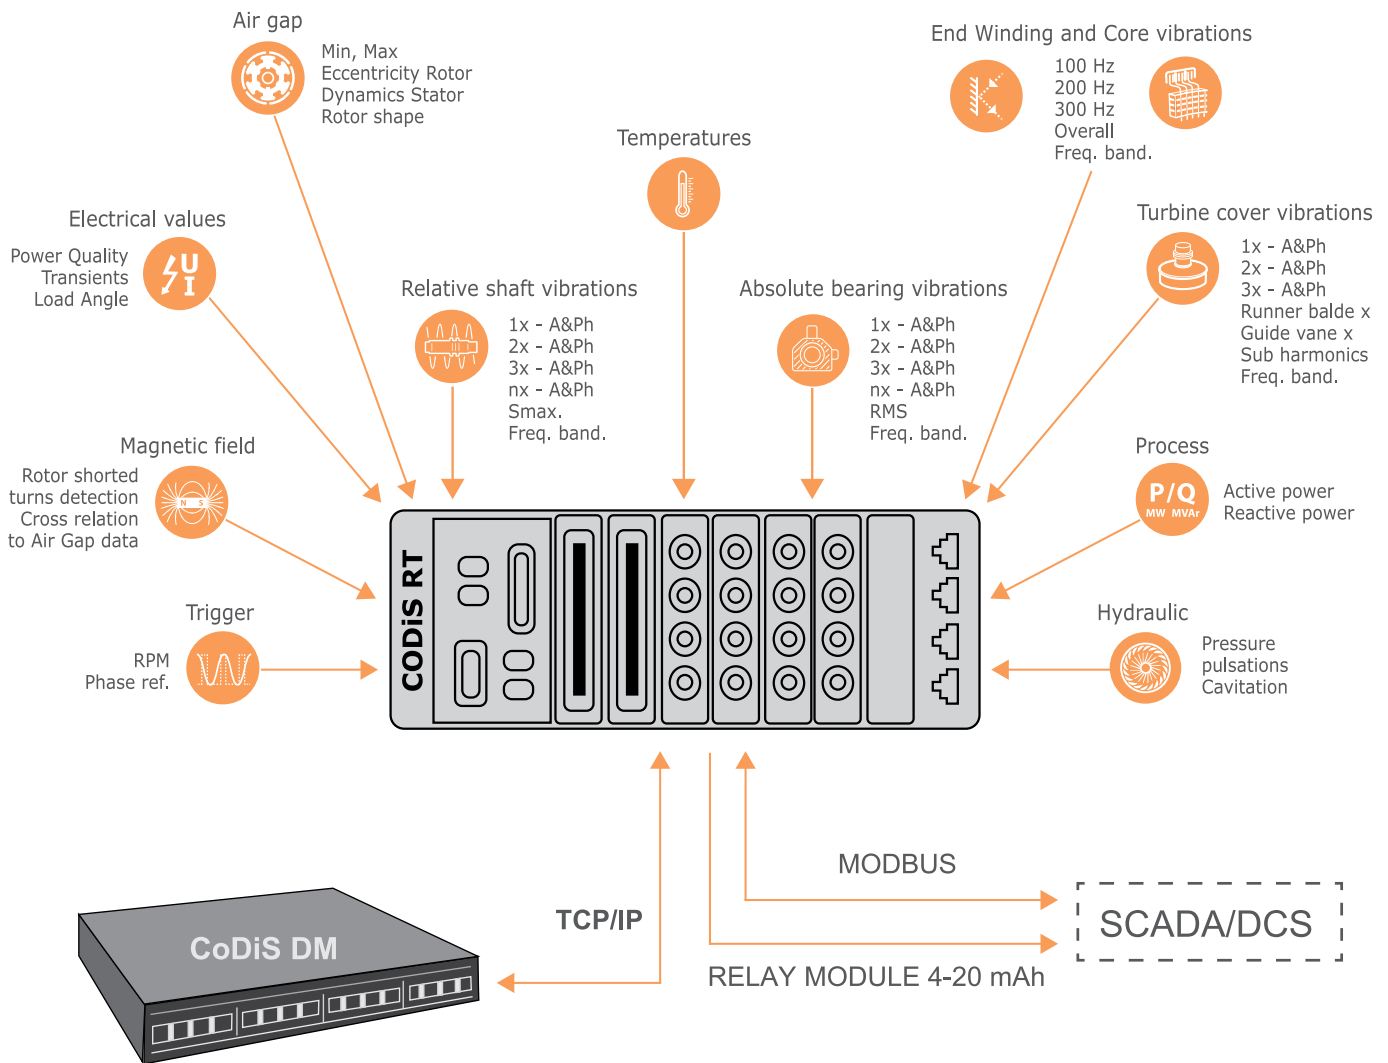 Air gap
Min, Max
Eccentricity Rotor
Dynamics Stator
Rotor shape
End Winding and Core vibrations
100 Hz
200 Hz
300 Hz
Overall
Freq. band.
Temperatures
Electrical values
Power Quality
Transients
Load Angle
U
I
Turbine cover vibrations
1x - A&Ph
2x - A&Ph
3x - A&Ph
Runner balde x
Guide vane x
Sub harmonics
Freq. band.
Relative shaft vibrations
1x - A&Ph
2x - A&Ph
3x - A&Ph
nx - A&Ph
Smax.
Freq. band.
Absolute bearing vibrations
1x - A&Ph
2x - A&Ph
3x - A&Ph
nx - A&Ph
RMS
Freq. band.
Magnetic field
Rotor shorted
turns detection
Cross relation
to Air Gap data
N S
Process
P/Q
MW MVAr
Active power
Reactive power
Trigger
RPM
Phase ref.
CODiS RT
Hydraulic
Pressure
pulsations
Cavitation
MODBUS
TCP/IP
SCADA/DCS
RELAY MODULE 4-20 mAh
CoDiS DM